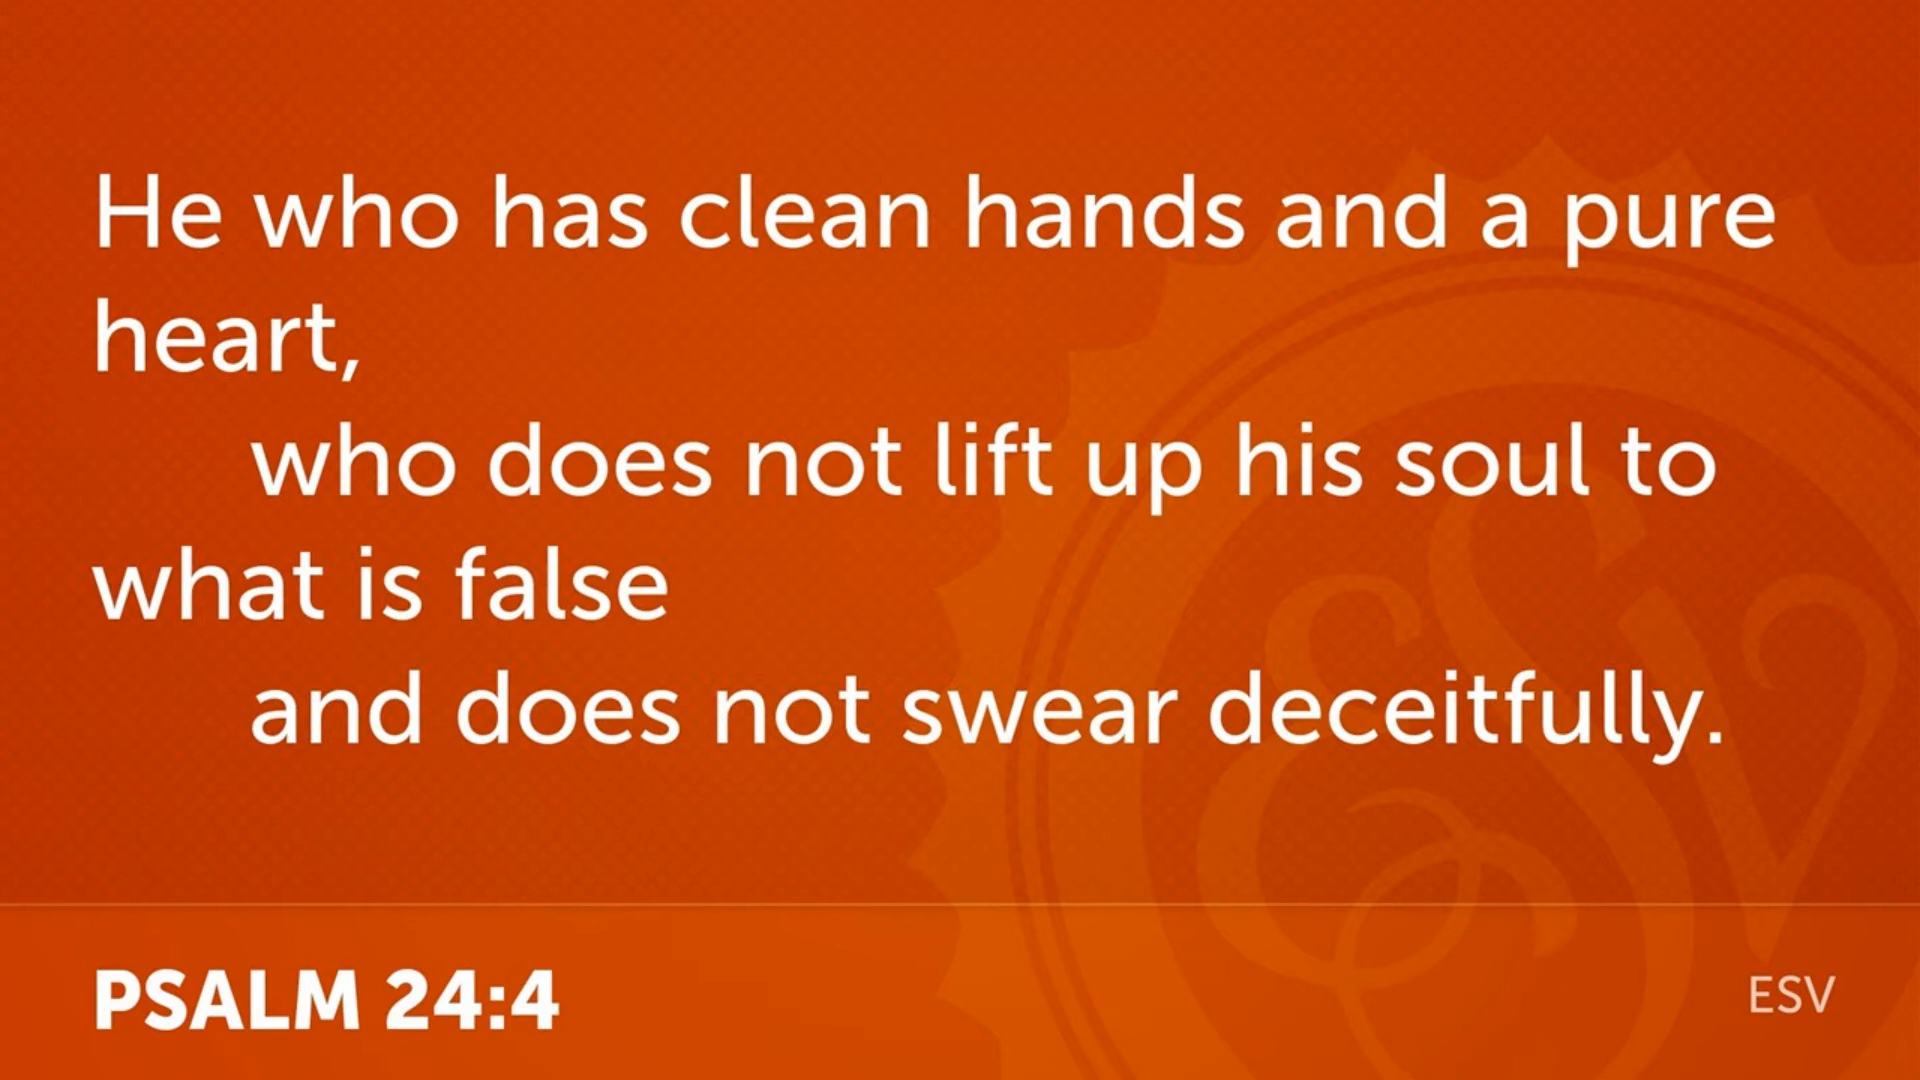 He who has clean hands and a pure
heart,
who does not lift up his soul to
what is false
and does not swear deceitfully.
PSALM 24:4
ESV
ESV